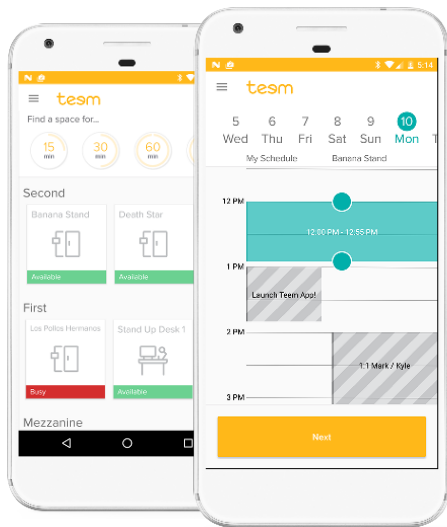 teem
Find a space for...
15
min
30
min
60
min
Second
Banana Stand
Death Star
Available
Available
First
Los Pollos Hermanos
Stand Up Desk 1
Busy
Available
Mezzanine
5:14
teem
5
6
7
8
9
10
Wed
Thu
Fri
Sat
Sun
Mon
T
My Schedule
Banana Stand
12 PM
12:00 PM - 12:55 PM
1 PM
Launch Teem App!
2 PM
1:1 Mark / Kyle
3 PM
Next